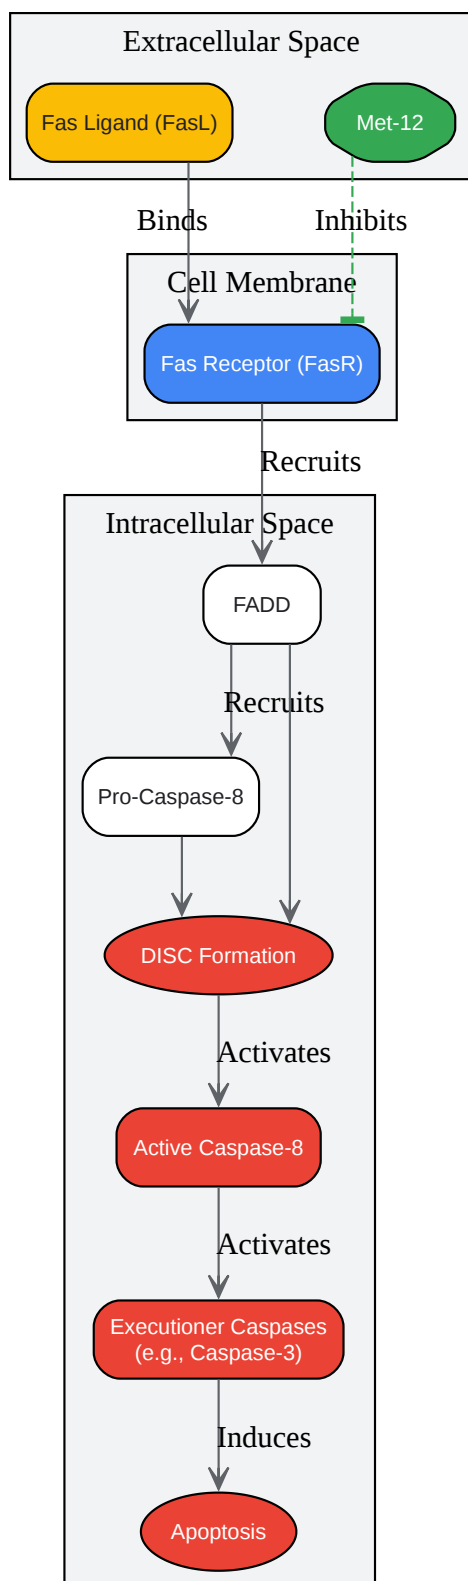 Extracellular Space
Fas Ligand (FasL)
Met-12
Binds
Inhibits
Cell Membrane
Fas Receptor (FasR)
Recruits
Intracellular Space
FADD
Recruits
Pro-Caspase-8
DISC Formation
Activates
Active Caspase-8
Activates
Executioner Caspases
(e.g., Caspase-3)
Induces
Apoptosis